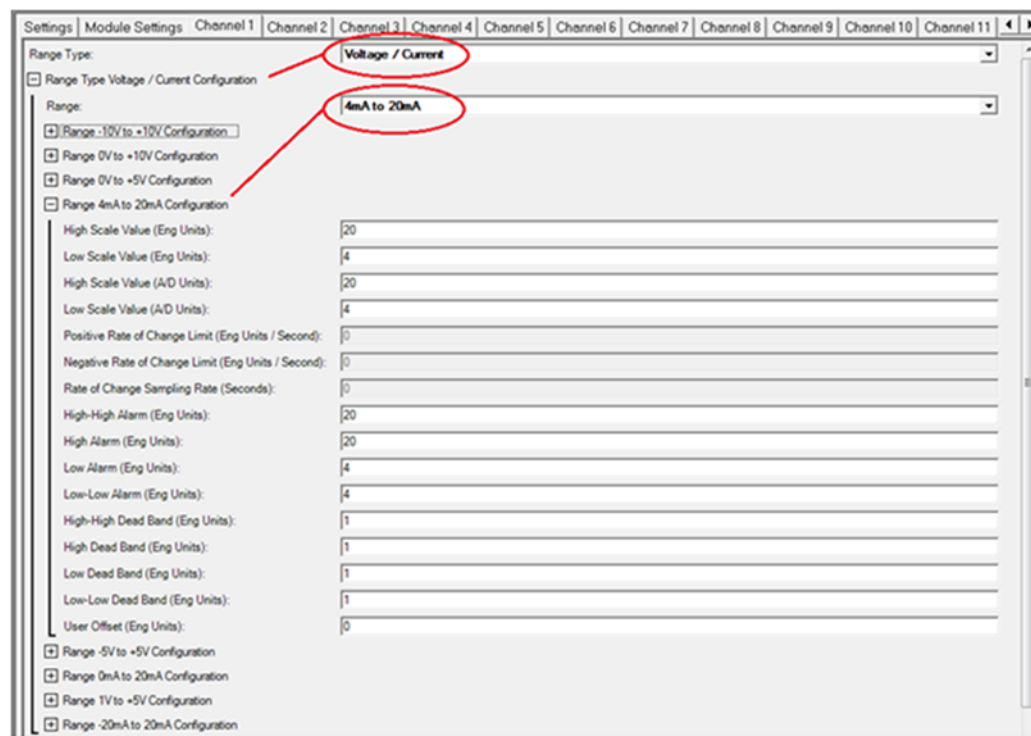 Settings Module Settings Channel 1 Channel 2 Channel 3 Channel 4 Channel 5 Channel 6 Channel 7 Channel 8 Channel 9 Channel 10 Channel 11
Range Type: Voltage / Current
Range Type Voltage / Current Configuration
Range: 4mA to 20mA
Range -10V to +10V Configuration
Range 0V to +10V Configuration
Range 0V to +5V Configuration
Range 4mA to 20mA Configuration
High Scale Value (Eng Units): 20
Low Scale Value (Eng Units): 4
High Scale Value (A/D Units): 20
Low Scale Value (A/D Units): 4
Positive Rate of Change Limit (Eng Units / Second): 0
Negative Rate of Change Limit (Eng Units / Second): 0
Rate of Change Sampling Rate (Seconds): 0
High-High Alarm (Eng Units): 20
High Alarm (Eng Units): 20
Low Alarm (Eng Units): 4
Low-Low Alarm (Eng Units): 4
High-High Dead Band (Eng Units): 1
High Dead Band (Eng Units): 1
Low Dead Band (Eng Units): 1
Low-Low Dead Band (Eng Units): 1
User Offset (Eng Units): 0
Range -5V to +5V Configuration
Range 0mA to 20mA Configuration
Range 1V to +5V Configuration
Range -20mA to 20mA Configuration